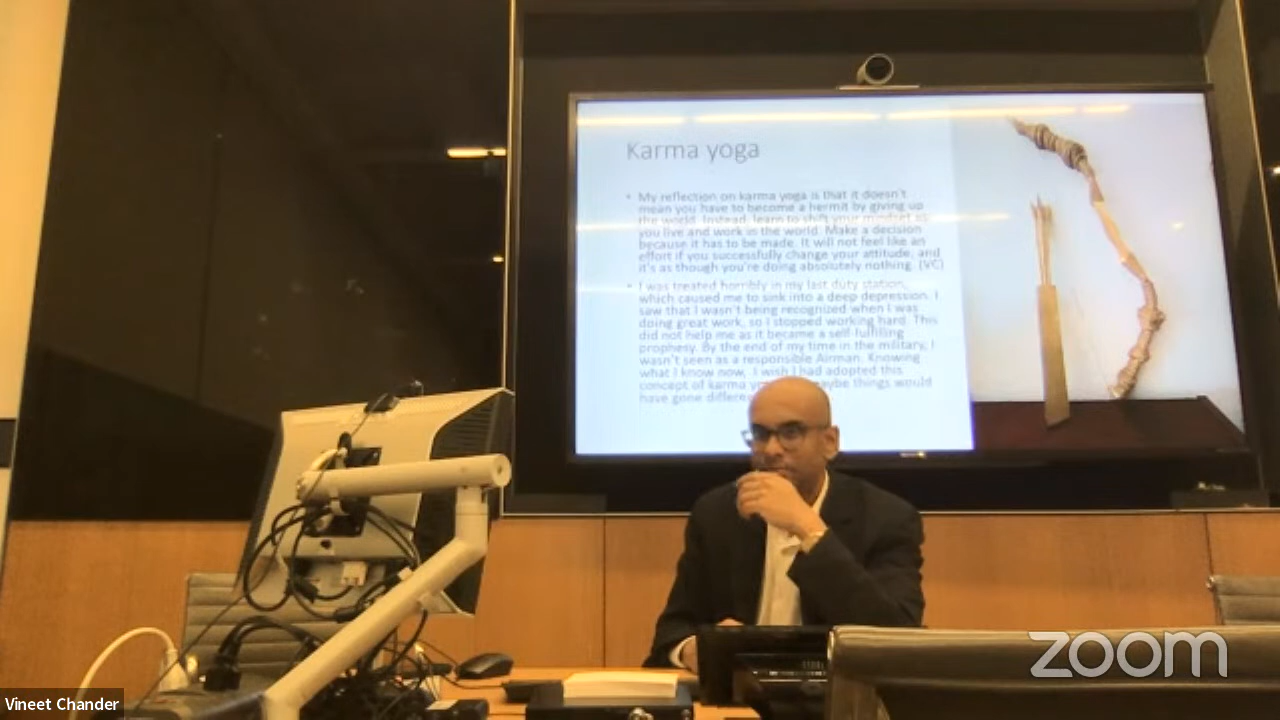 Karma yoga
My reflection on karma yoga is that it doesn't
mean you have to become a hermit by giving up
the world. Instead, learn to shift your mindset as
you live and work in the world. Make a decision
because it has to be made. It will not feel like an
effort if you successfully change your attitude, and
it's as though you're doing absolutely nothing. (VC)
I was treated horribly in my last duty station,
which caused me to sink into a deep depression. I
saw that I wasn't being recognized when I was
doing great work, so I stopped working hard. This
did not help me as it became a self-fulfilling
prophesy. By the end of my time in the military, I
wasn't seen as a responsible Airman. Knowing
what I know now, I wish I had adopted this
concept of karma maybe things would
have gone
zoom
Vineet Chander